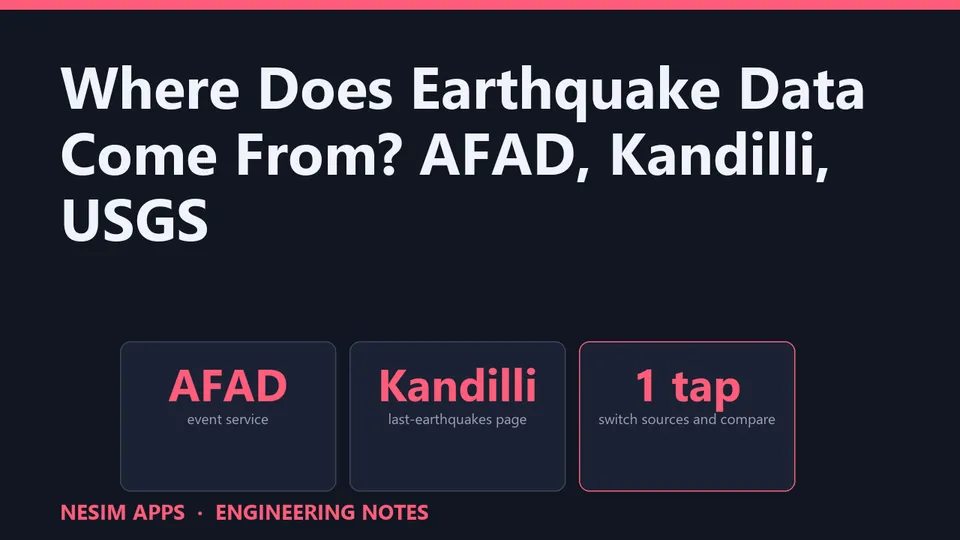 Where Does Earthquake Data
Come From? AFAD, Kandilli,
USGS
AFAD
event service
Kandilli
last-earthquakes page
1 tap
switch sources and compare
NESIM APPS · ENGINEERING NOTES